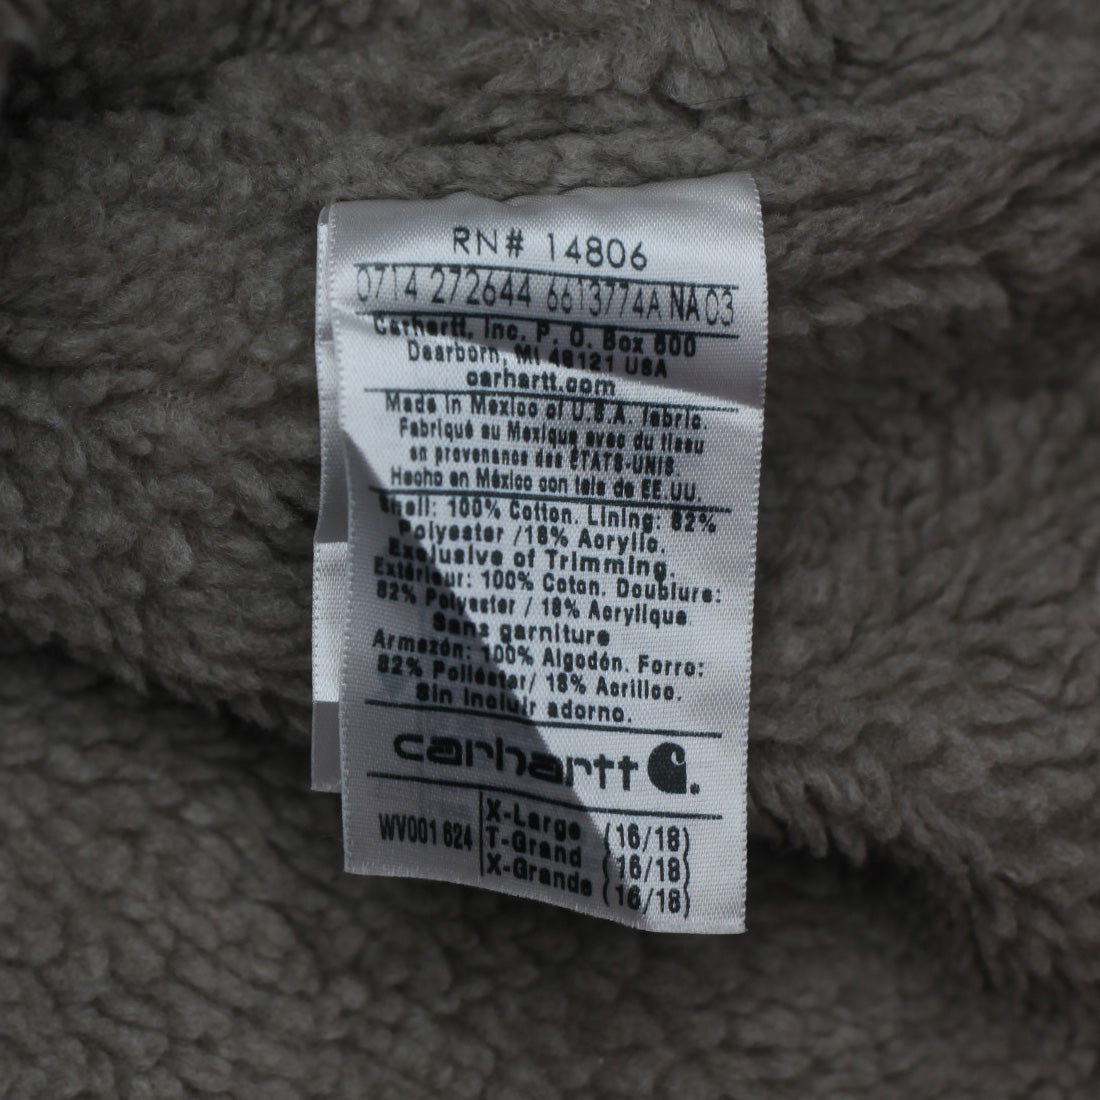 RN# 14806
0714 272644 6613774A NA 03
Carhartt, Inc. P. O. Box 600
Dearborn, MI 48121 USA
carhartt.com
Made in Mexico of U.S.A. fabric.
Fabriqué au Mexique avec du tissu
en provenance des ÉTATS-UNIS.
Hecho en México con tela de EE.UU.
Shell: 100% Cotton. Lining: 82%
Polyester /18% Acrylic.
Exclusive of Trimming.
Extérieur: 100% Coton. Doublure:
82% Polyester / 18% Acrylique
Sans garniture
Armazón: 100% Algodón. Forro:
82% Poliéster/ 18% Acrílico.
Sin incluir adorno.
carhartt
WV001 624
X-Large (16/18)
T-Grand (16/18)
X-Grande (16/18)